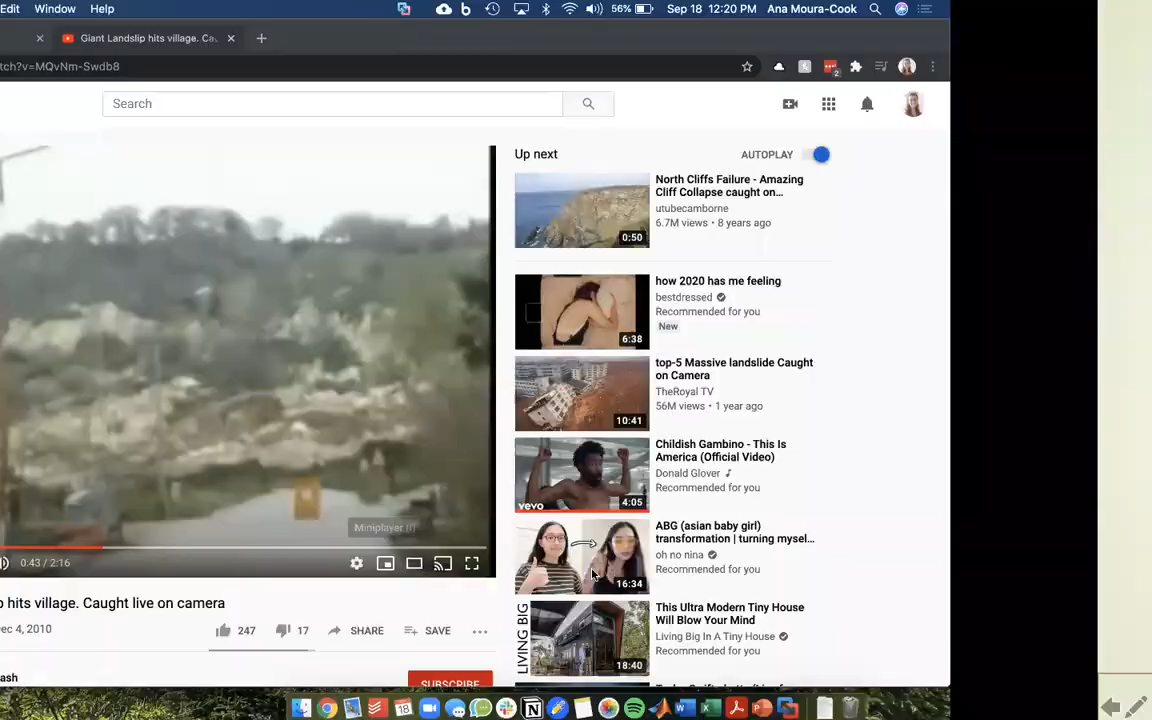 Edit Window Help 56% Sep 18 12:20 PM Ana Moura-Cook
Giant Landslip hits village. Ca
tch?v=MQvNm-Swdb8
2
Search
Up next AUTOPLAY
North Cliffs Failure - Amazing
Cliff Collapse caught on...
utubecamborne
6.7M views • 8 years ago
0:50
how 2020 has me feeling
bestdressed
Recommended for you
New
6:38
top-5 Massive landslide Caught
on Camera
TheRoyal TV
56M views • 1 year ago
10:41
Childish Gambino - This Is
America (Official Video)
Donald Glover
Recommended for you
vevo
4:05
ABG (asian baby girl)
transformation | turning mysel...
oh no nina
Recommended for you
16:34
This Ultra Modern Tiny House
Will Blow Your Mind
Living Big In A Tiny House
Recommended for you
LIVING BIG
18:40
Miniplayer (i)
0:43 / 2:16
p hits village. Caught live on camera
ec 4, 2010
247 17 SHARE SAVE
ash
SUBSCRIBE
18